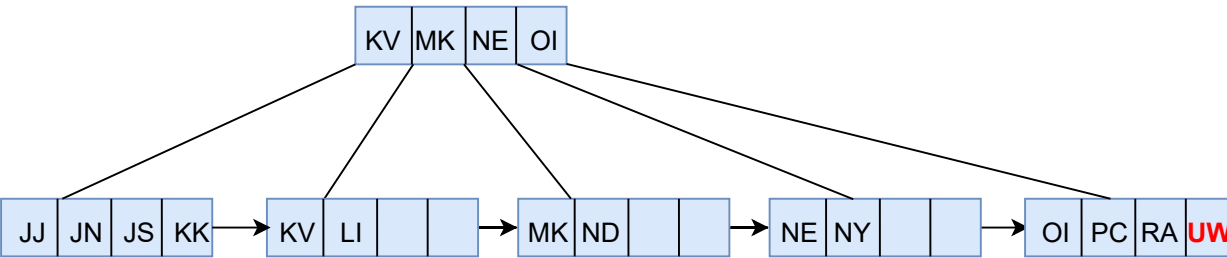 KV MK NE OI
JJ JN JS KK KV LI MK ND NE NY OI PC RA UW